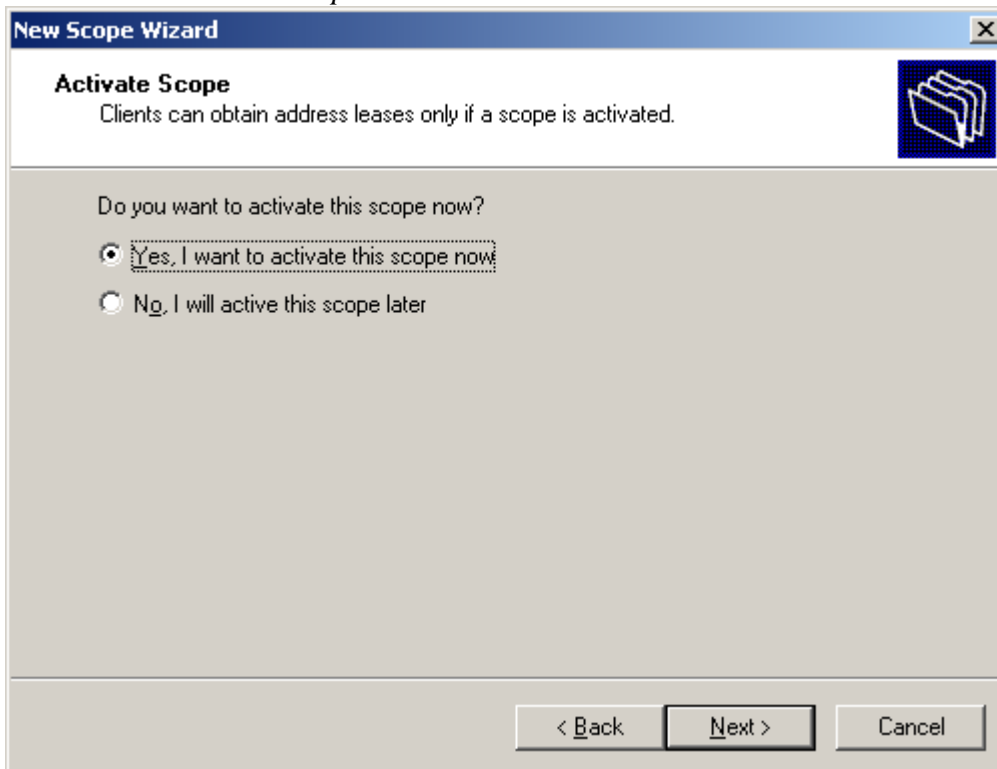 New Scope Wizard
Activate Scope
Clients can obtain address leases only if a scope is activated.
Do you want to activate this scope now?
Yes, I want to activate this scope now
No, I will active this scope later
< Back
Next >
Cancel